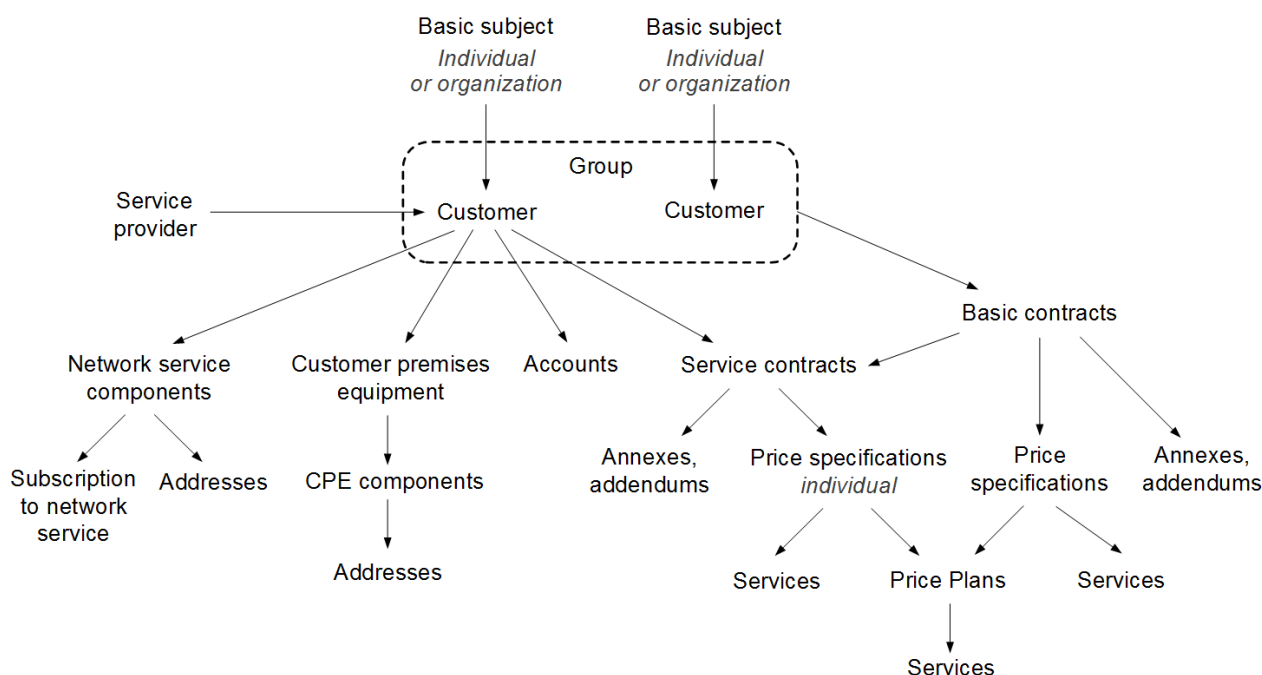 Basic subject
Individual
or organization
Basic subject
Individual
or organization
Group
Service
provider
Customer
Customer
Basic contracts
Network service
components
Customer premises
equipment
Accounts
Service contracts
Subscription
to network
service
Addresses
CPE components
Annexes,
addendums
Price specifications
individual
Price
specifications
Annexes,
addendums
Addresses
Services
Price Plans
Services
Services